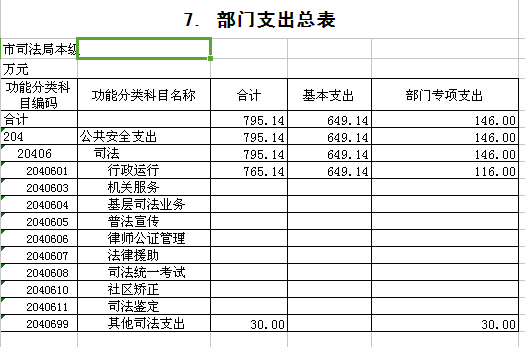 7. 部门支出总表
市司法局本级
万元
功能分类科目编码 功能分类科目名称 合计 基本支出 部门专项支出
合计 795.14 649.14 146.00
204 公共安全支出 795.14 649.14 146.00
20406 司法 795.14 649.14 146.00
2040601 行政运行 765.14 649.14 116.00
2040603 机关服务
2040604 基层司法业务
2040605 普法宣传
2040606 律师公证管理
2040607 法律援助
2040608 司法统一考试
2040610 社区矫正
2040611 司法鉴定
2040699 其他司法支出 30.00 30.00